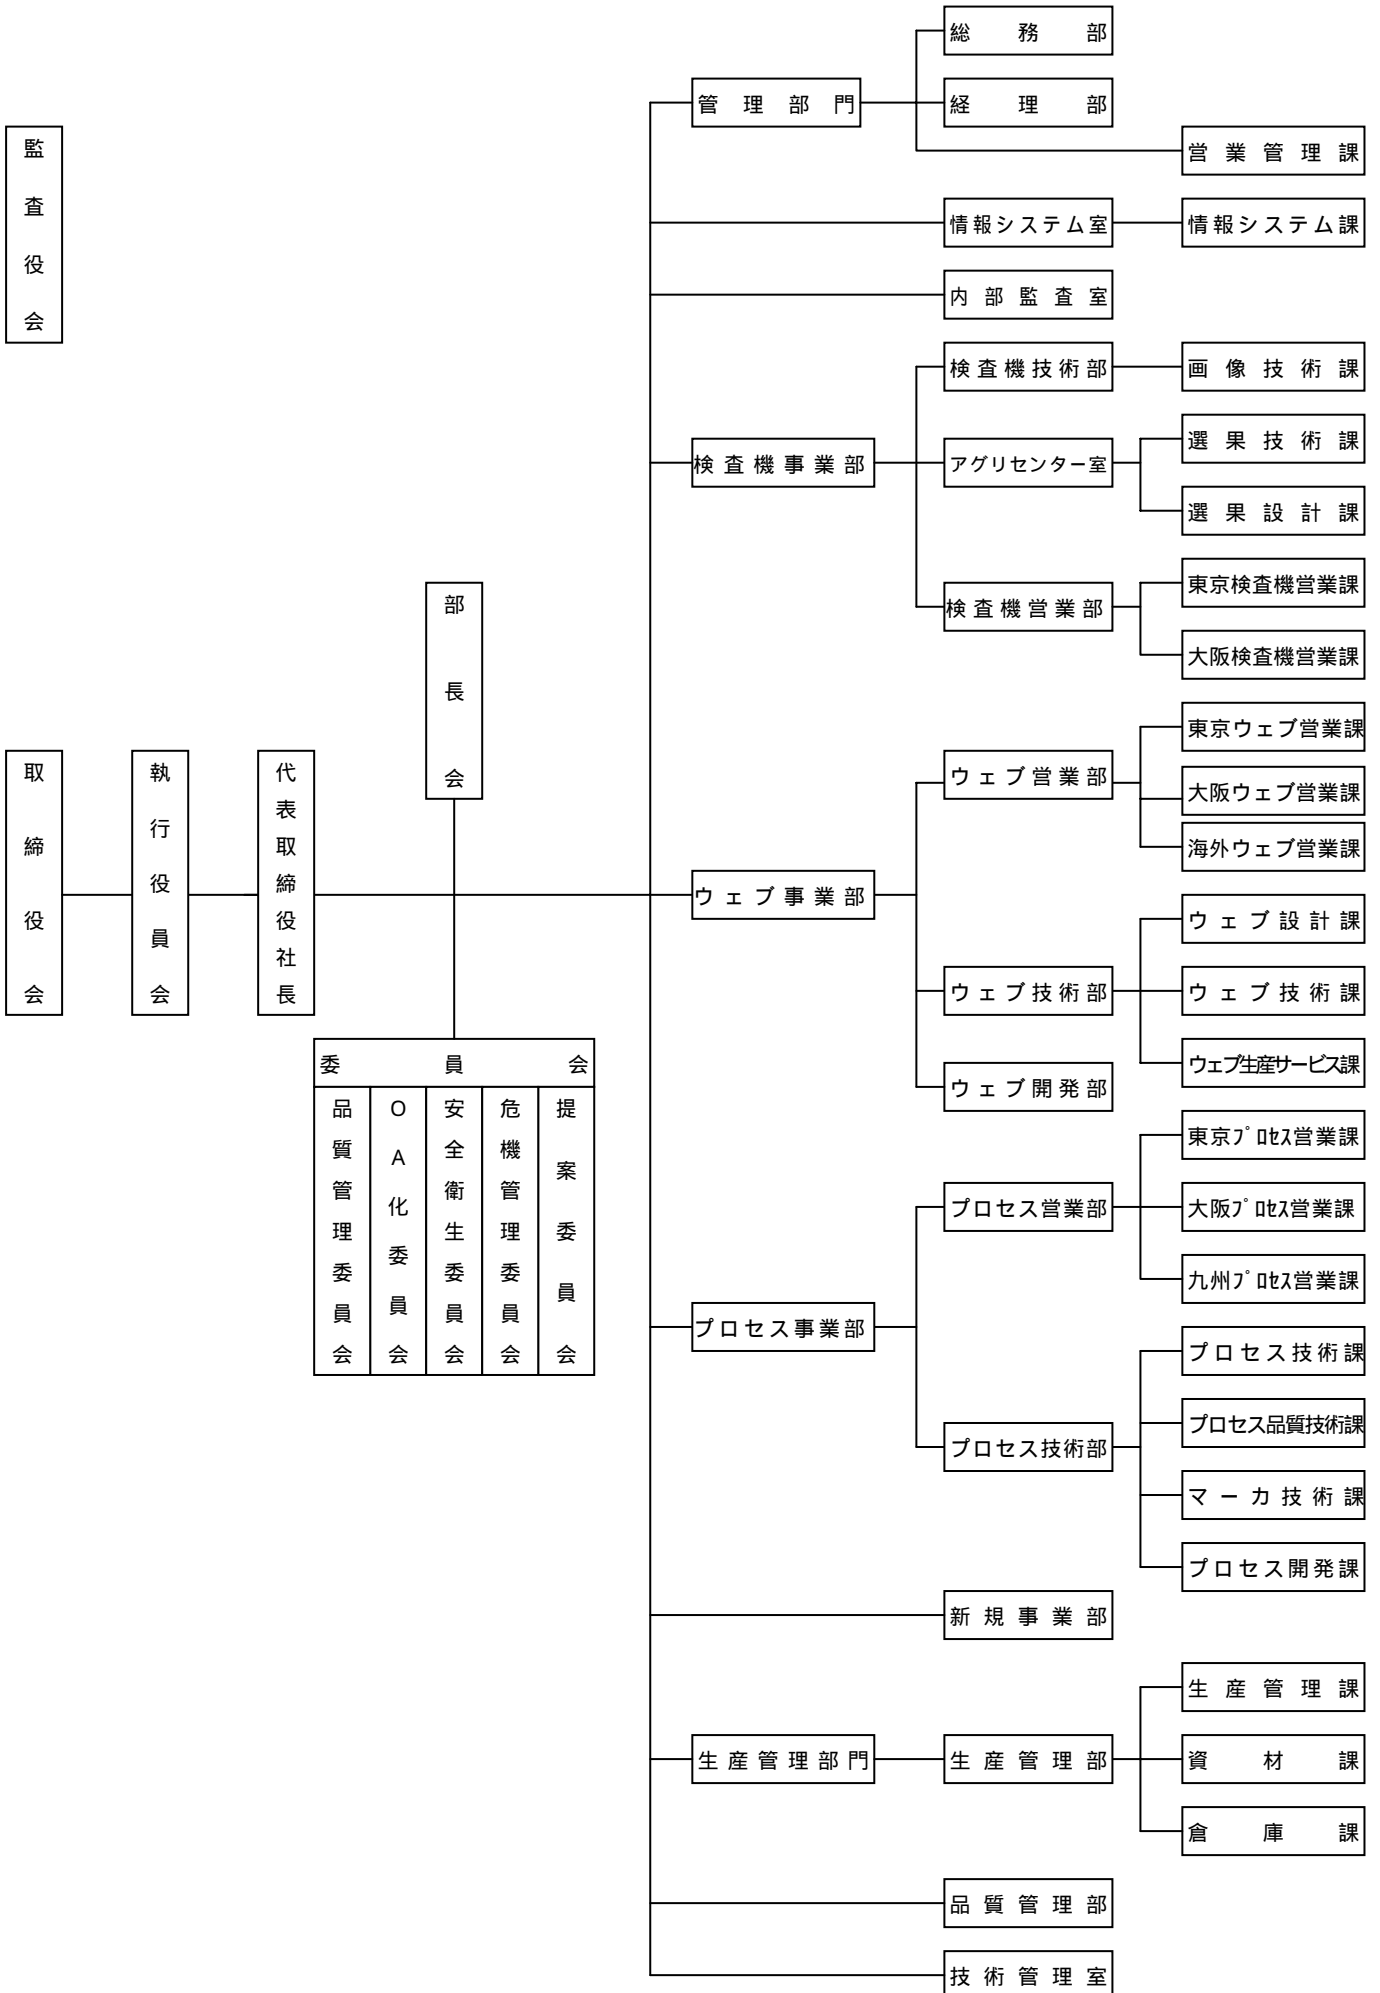 総務部
管理部門
経理部
営業管理課
監査役会
情報システム室
情報システム課
内部監査室
検査機技術部
画像技術課
検査機事業部
アグリセンター室
選果技術課
選果設計課
検査機営業部
東京検査機営業課
大阪検査機営業課
部長会
取締役会
執行役員会
代表取締役社長
ウェブ事業部
ウェブ営業部
東京ウェブ営業課
大阪ウェブ営業課
海外ウェブ営業課
ウェブ技術部
ウェブ設計課
ウェブ技術課
ウェブ生産サービス課
ウェブ開発部
委員会
品質管理委員会
OA化委員会
安全衛生委員会
危機管理委員会
提案委員会
プロセス事業部
プロセス営業部
東京プロセス営業課
大阪プロセス営業課
九州プロセス営業課
プロセス技術部
プロセス技術課
プロセス品質技術課
マーカ技術課
プロセス開発課
新規事業部
生産管理部門
生産管理部
生産管理課
資材課
倉庫課
品質管理部
技術管理室